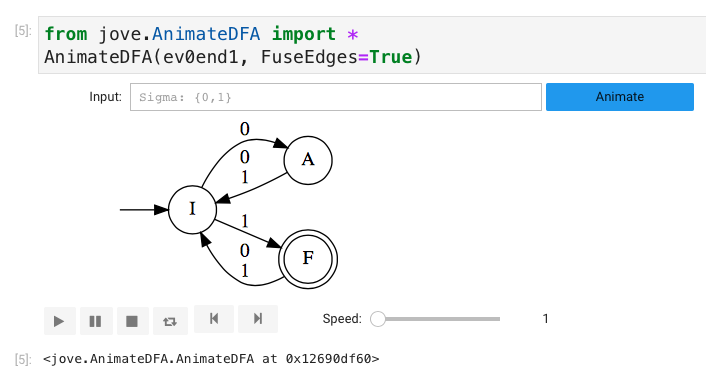 [5]: from jove.AnimateDFA import *
AnimateDFA(ev0end1, FuseEdges=True)
Input: Sigma: {0,1} Animate
0
0
1
A
I
1
0
1
F
Speed: 1
[5]: <jove.AnimateDFA.AnimateDFA at 0x12690df60>